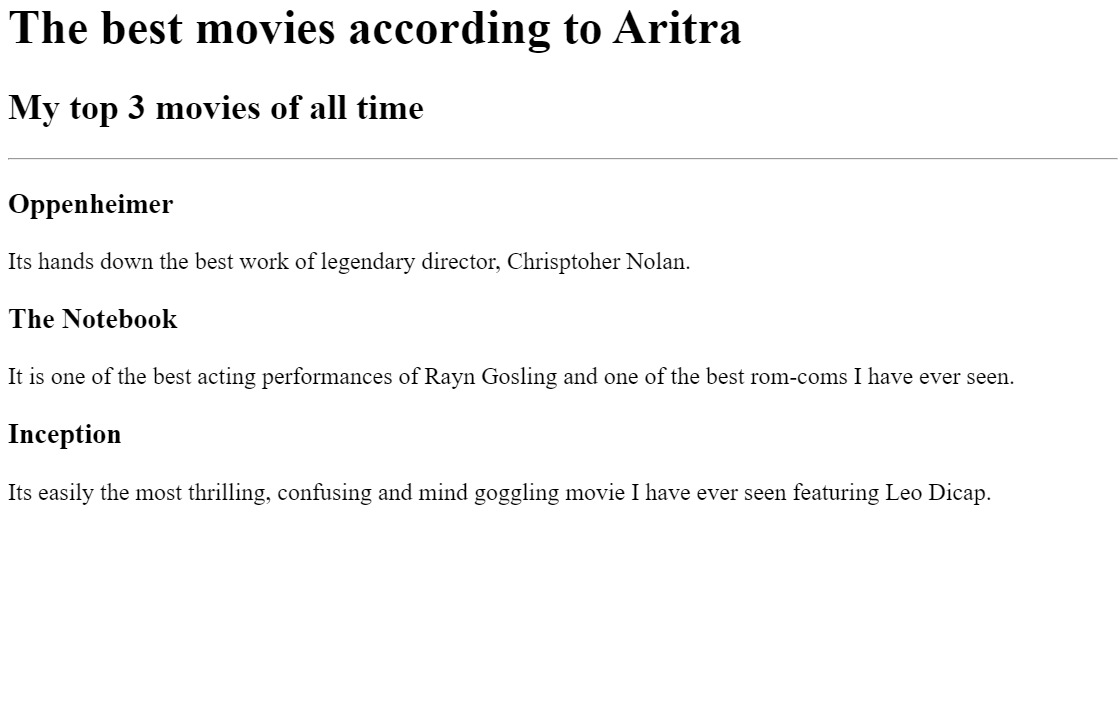 The best movies according to Aritra
My top 3 movies of all time
Oppenheimer
Its hands down the best work of legendary director, Chrisptoher Nolan.
The Notebook
It is one of the best acting performances of Rayn Gosling and one of the best rom-coms I have ever seen.
Inception
Its easily the most thrilling, confusing and mind goggling movie I have ever seen featuring Leo Dicap.